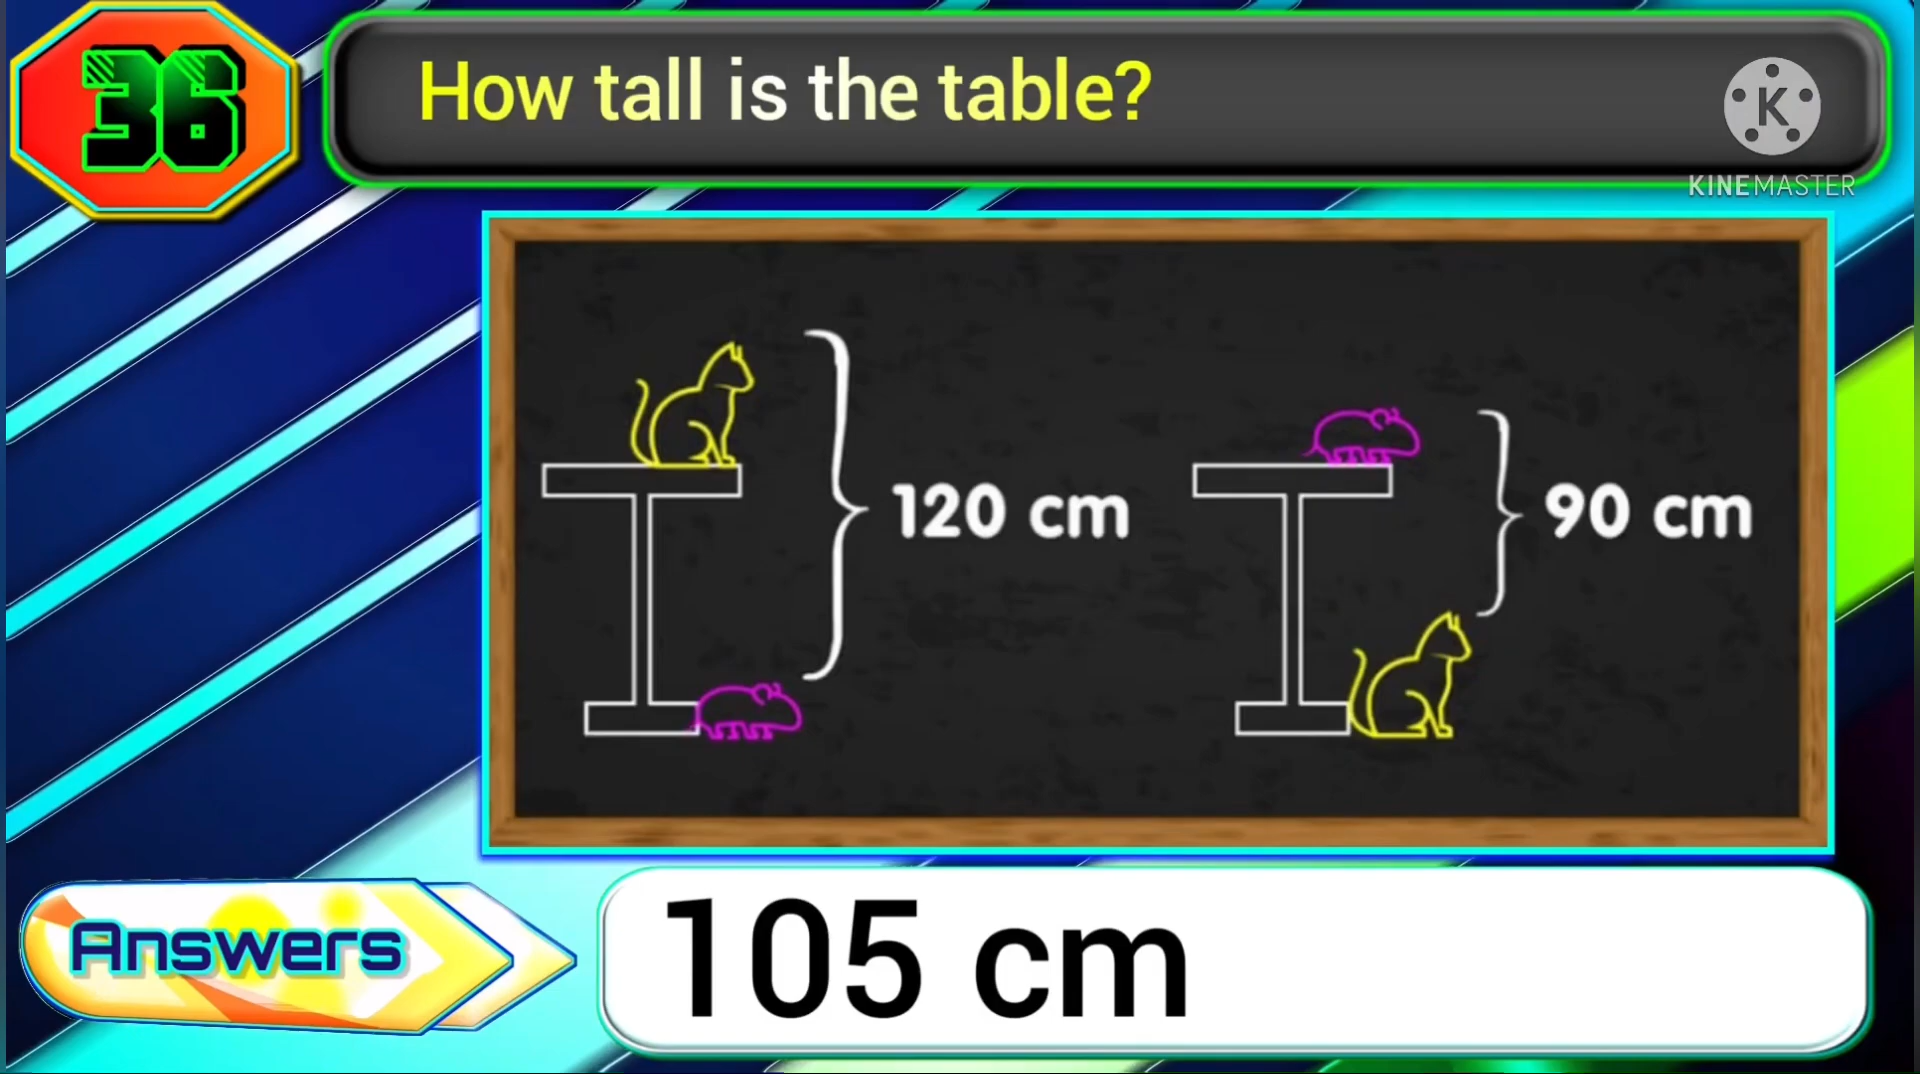 36
How tall is the table?
K
KINEMASTER
120 cm
90 cm
Answers
105 cm